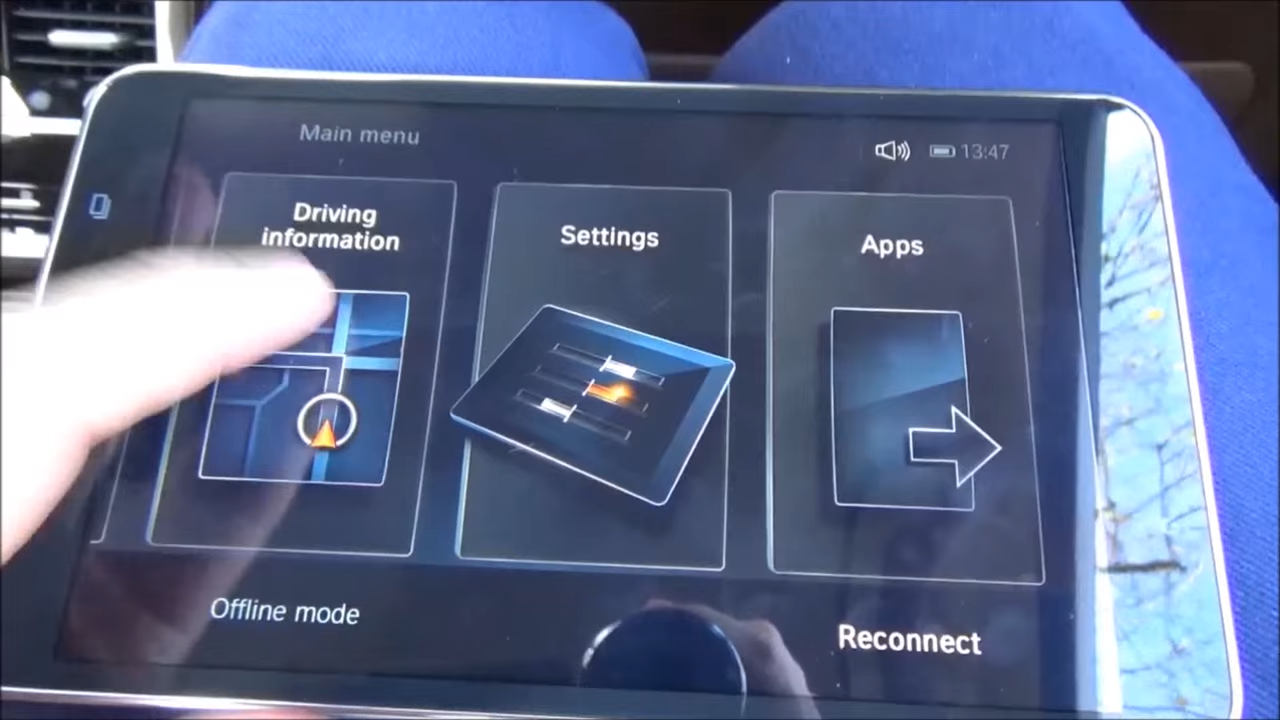 Main menu
13:47
Driving
information
Settings
Apps
Offline mode
Reconnect